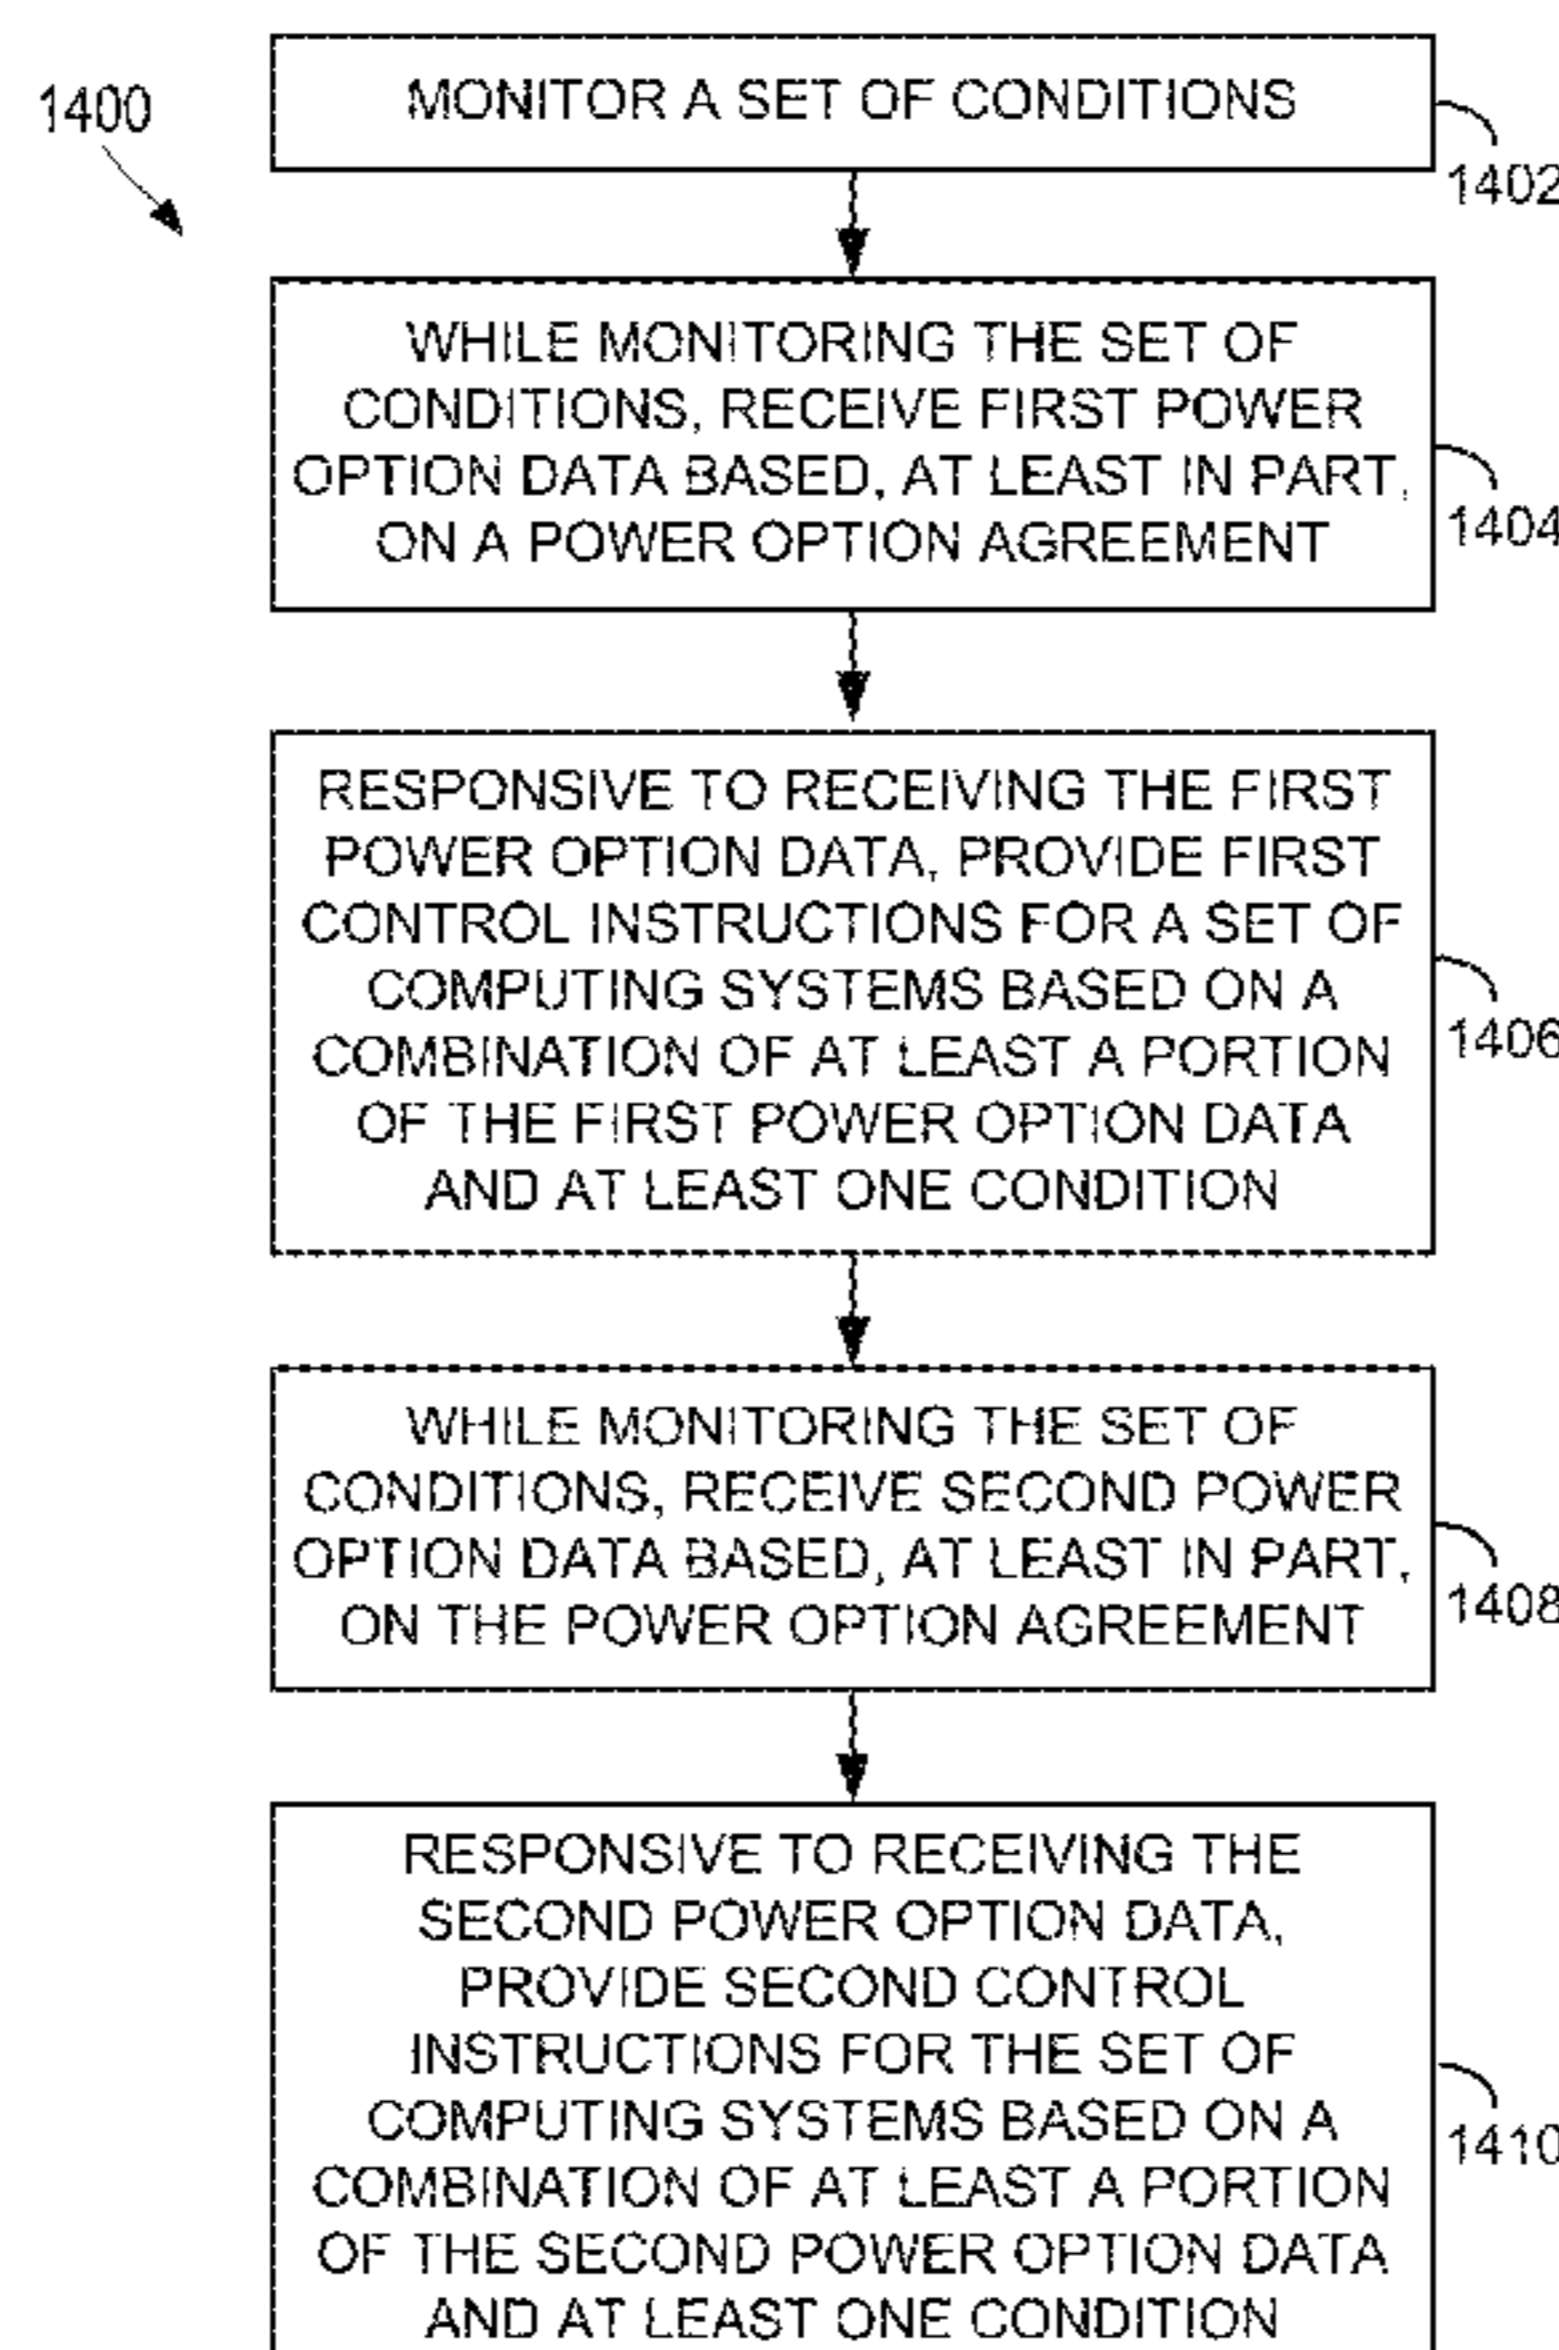 1400
MONITOR A SET OF CONDITIONS
1402
WHILE MONITORING THE SET OF
CONDITIONS, RECEIVE FIRST POWER
OPTION DATA BASED, AT LEAST IN PART,
ON A POWER OPTION AGREEMENT
1404
RESPONSIVE TO RECEIVING THE FIRST
POWER OPTION DATA, PROVIDE FIRST
CONTROL INSTRUCTIONS FOR A SET OF
COMPUTING SYSTEMS BASED ON A
COMBINATION OF AT LEAST A PORTION
OF THE FIRST POWER OPTION DATA
AND AT LEAST ONE CONDITION
1406
WHILE MONITORING THE SET OF
CONDITIONS, RECEIVE SECOND POWER
OPTION DATA BASED, AT LEAST IN PART,
ON THE POWER OPTION AGREEMENT
1408
RESPONSIVE TO RECEIVING THE
SECOND POWER OPTION DATA,
PROVIDE SECOND CONTROL
INSTRUCTIONS FOR THE SET OF
COMPUTING SYSTEMS BASED ON A
COMBINATION OF AT LEAST A PORTION
OF THE SECOND POWER OPTION DATA
AND AT LEAST ONE CONDITION
1410